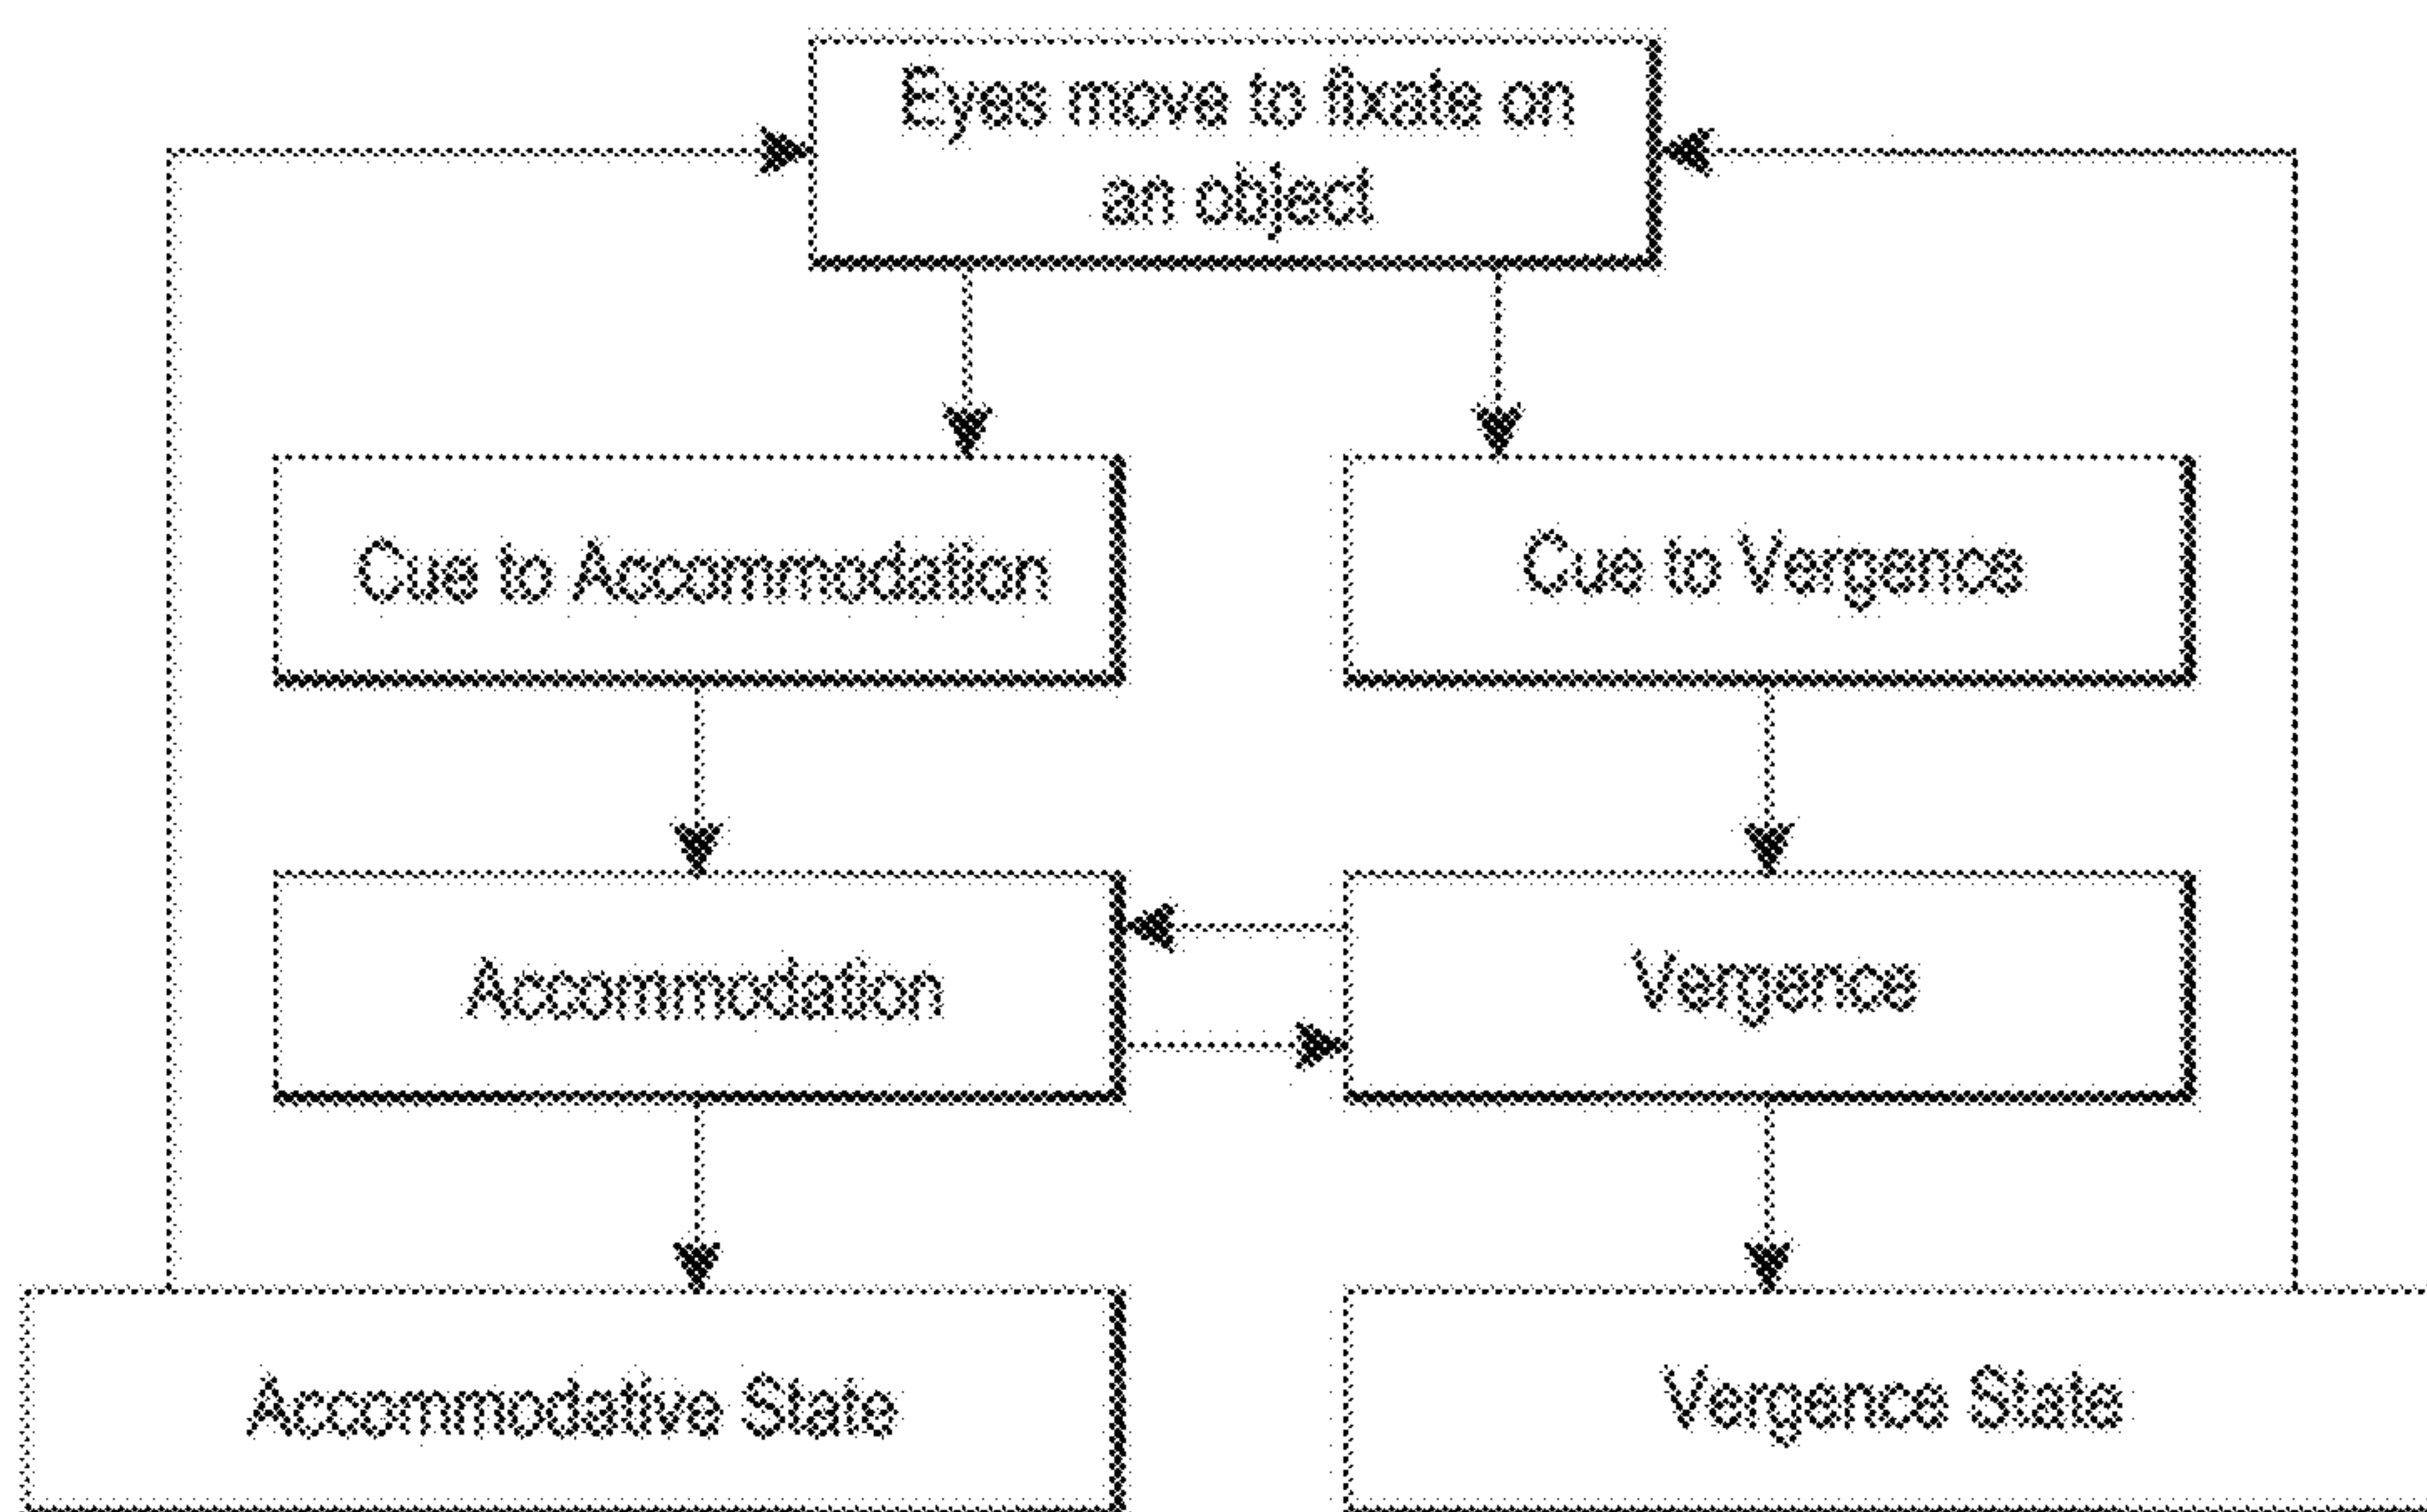 Eyes move to fixate on
an object
Cue to Accommodation
Cue to Vergence
Accommodation
Vergence
Accommodative State
Vergence State